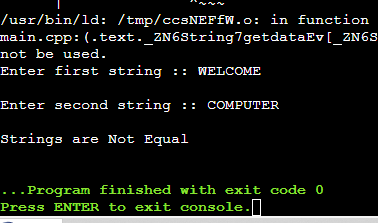 ^~~~
/usr/bin/ld: /tmp/ccsNEFfW.o: in function
main.cpp:(.text._ZN6String7getdataEv[_ZN6S
not be used.
Enter first string :: WELCOME
Enter second string :: COMPUTER
Strings are Not Equal
...Program finished with exit code 0
Press ENTER to exit console.